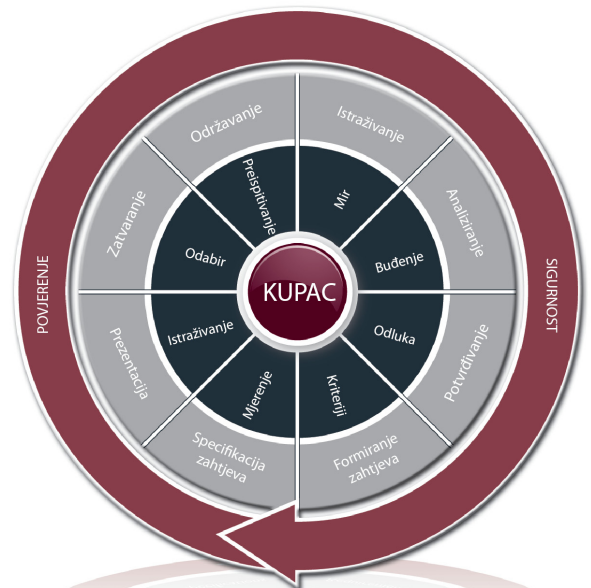 Istraživanje
Analiziranje
Potvrđivanje
Formiranje
zahtjeva
Specifikacija
zahtjeva
Prezentacija
Zatvaranje
Održavanje
Mir
Buđenje
Odluka
Kriteriji
Mjerenje
Istraživanje
Odabir
Preispitivanje
KUPAC
POVJERENJE
SIGURNOST